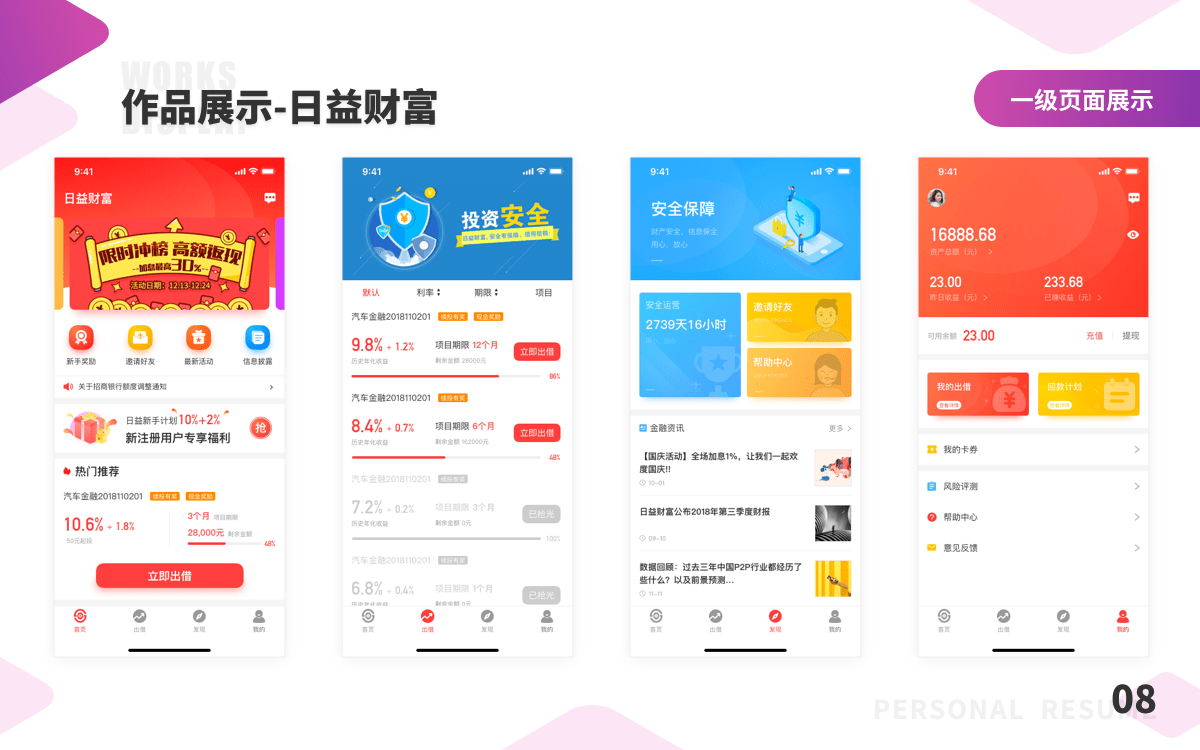 WORKS
DISPLAY
作品展示-日益财富
一级页面展示
9:41
日益财富
限时冲榜 高额返现
加息最高30%
活动日期：12.13-12.24
新手奖励
邀请好友
最新活动
信息披露
关于招商银行额度调整通知
日益新手计划 10%+2%
新注册用户专享福利
抢
热门推荐
汽车金融2018110201 续投有奖 现金奖励
10.6% + 1.8%
50元起投
3个月 项目期限
28,000元 剩余金额
48%
立即出借
首页
出借
发现
我的
9:41
投资安全
日益财富，安全有保障，值得信赖
默认
利率
期限
项目
汽车金融2018110201 续投有奖 现金奖励
9.8% + 1.2%
历史年化收益
项目期限 12个月
剩余金额 28000元
立即出借
86%
汽车金融2018110201 续投有奖
8.4% + 0.7%
历史年化收益
项目期限 6个月
剩余金额 162000元
立即出借
48%
汽车金融2018110201 续投有奖
7.2% + 0.2%
历史年化收益
项目期限 3个月
剩余金额 0元
已抢光
100%
汽车金融2018110201 续投有奖
6.8% + 0.4%
历史年化收益
项目期限 1个月
剩余金额 0元
已抢光
首页
出借
发现
我的
9:41
安全保障
财产安全，信息保全
用心，放心
安全运营
2739天16小时
邀请好友
帮助中心
金融资讯
更多
【国庆活动】全场加息1%，让我们一起欢
度国庆!!
10-01
日益财富公布2018年第三季度财报
09-10
数据回顾：过去三年中国P2P行业都经历了
些什么？以及前景预测...
11-11
首页
出借
发现
我的
9:41
16888.68
资产总额（元）
23.00
昨日收益（元）
233.68
已赚收益（元）
可用余额 23.00
充值
提现
我的出借
查看详情
回款计划
查看详情
我的卡券
风险评测
帮助中心
意见反馈
首页
出借
发现
我的
PERSONAL RESUME
08